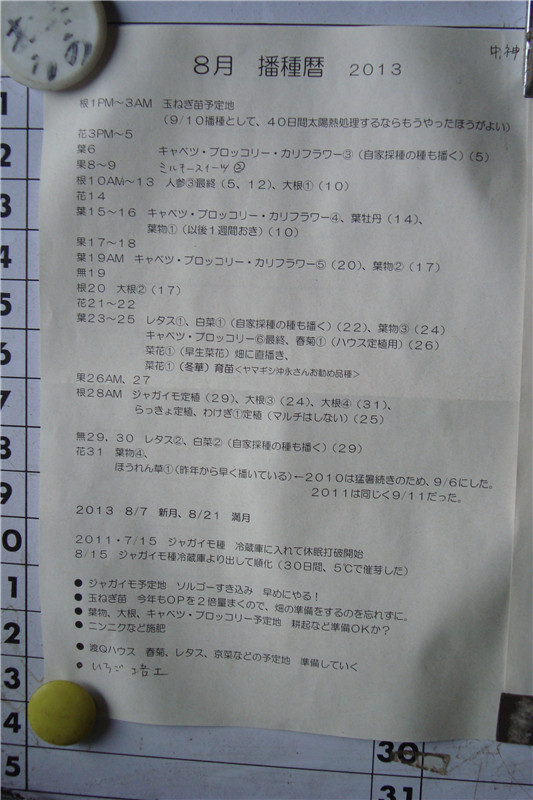 中神
8月 播種暦 2013
根1PM～3AM 玉ねぎ苗予定地
（9/10播種として、40日間太陽熱処理するならもうやったほうがよい）
花3PM～5
葉6 キャベツ・ブロッコリー・カリフラワー③（自家採種の種も播く）（5）
果8～9 ミルキースイーツ②
根10AM～13 人参③最終（5、12）、大根①（10）
花14
葉15～16 キャベツ・ブロッコリー・カリフラワー④、葉牡丹（14）、
葉物①（以後1週間おき）（10）
果17～18
葉19AM キャベツ・ブロッコリー・カリフラワー⑤（20）、葉物②（17）
無19
根20 大根②（17）
花21～22
葉23～25 レタス①、白菜①（自家採種の種も播く）（22）、葉物③（24）
キャベツ・ブロッコリー⑥最終、春菊①（ハウス定植用）（26）
菜花①（早生菜花）畑に直播き、
菜花①（冬華）育苗＜ヤマギシ沖永さんお勧め品種＞
果26AM、27
根28AM ジャガイモ定植（29）、大根③（24）、大根④（31）、
らっきょ定植、わけぎ①定植（マルチはしない）（25）
無29．30 レタス②、白菜②（自家採種の種も播く）（29）
花31 葉物④、
ほうれん草①（昨年から早く播いている）←2010は猛暑続きのため、9/6にした。
2011は同じく9/11だった。
2013 8/7 新月、8/21 満月
2011・7/15 ジャガイモ種 冷蔵庫に入れて休眠打破開始
8/15 ジャガイモ種冷蔵庫より出して順化（30日間、5℃で催芽した）
● ジャガイモ予定地 ソルゴーすき込み 早めにやる！
● 玉ねぎ苗 今年もOPを2倍量まくので、畑の準備をするのを忘れずに。
● 葉物、大根、キャベツ・ブロッコリー予定地 耕起など準備OKか？
● ニンニクなど施肥
● 渡Qハウス 春菊、レタス、京菜などの予定地 準備していく
● いちご 培土
1
2
3
4
5
6
7
8
9
0
1
2
3
4
5
30
31